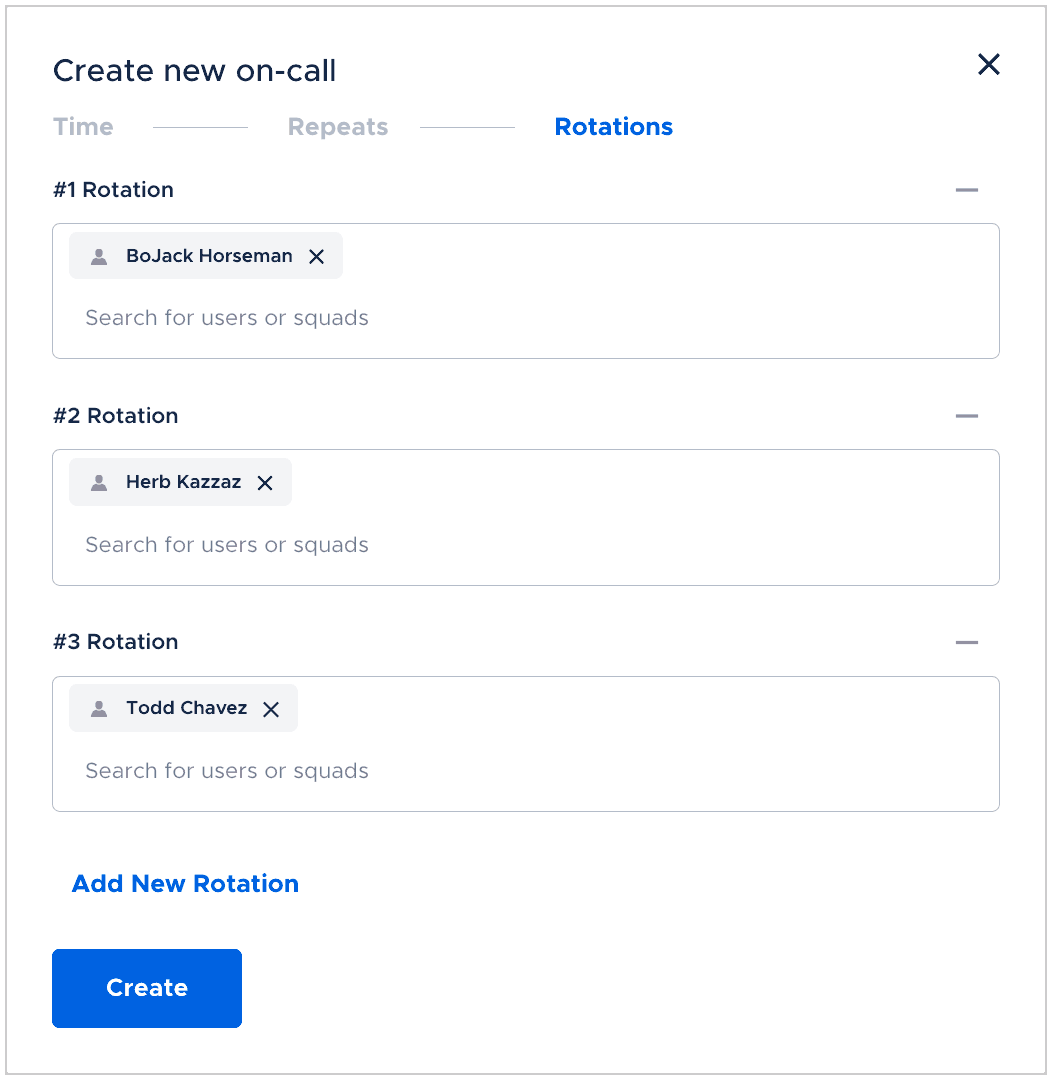 Create new on-call
Time Repeats Rotations
#1 Rotation
BoJack Horseman
Search for users or squads
#2 Rotation
Herb Kazzaz
Search for users or squads
#3 Rotation
Todd Chavez
Search for users or squads
Add New Rotation
Create